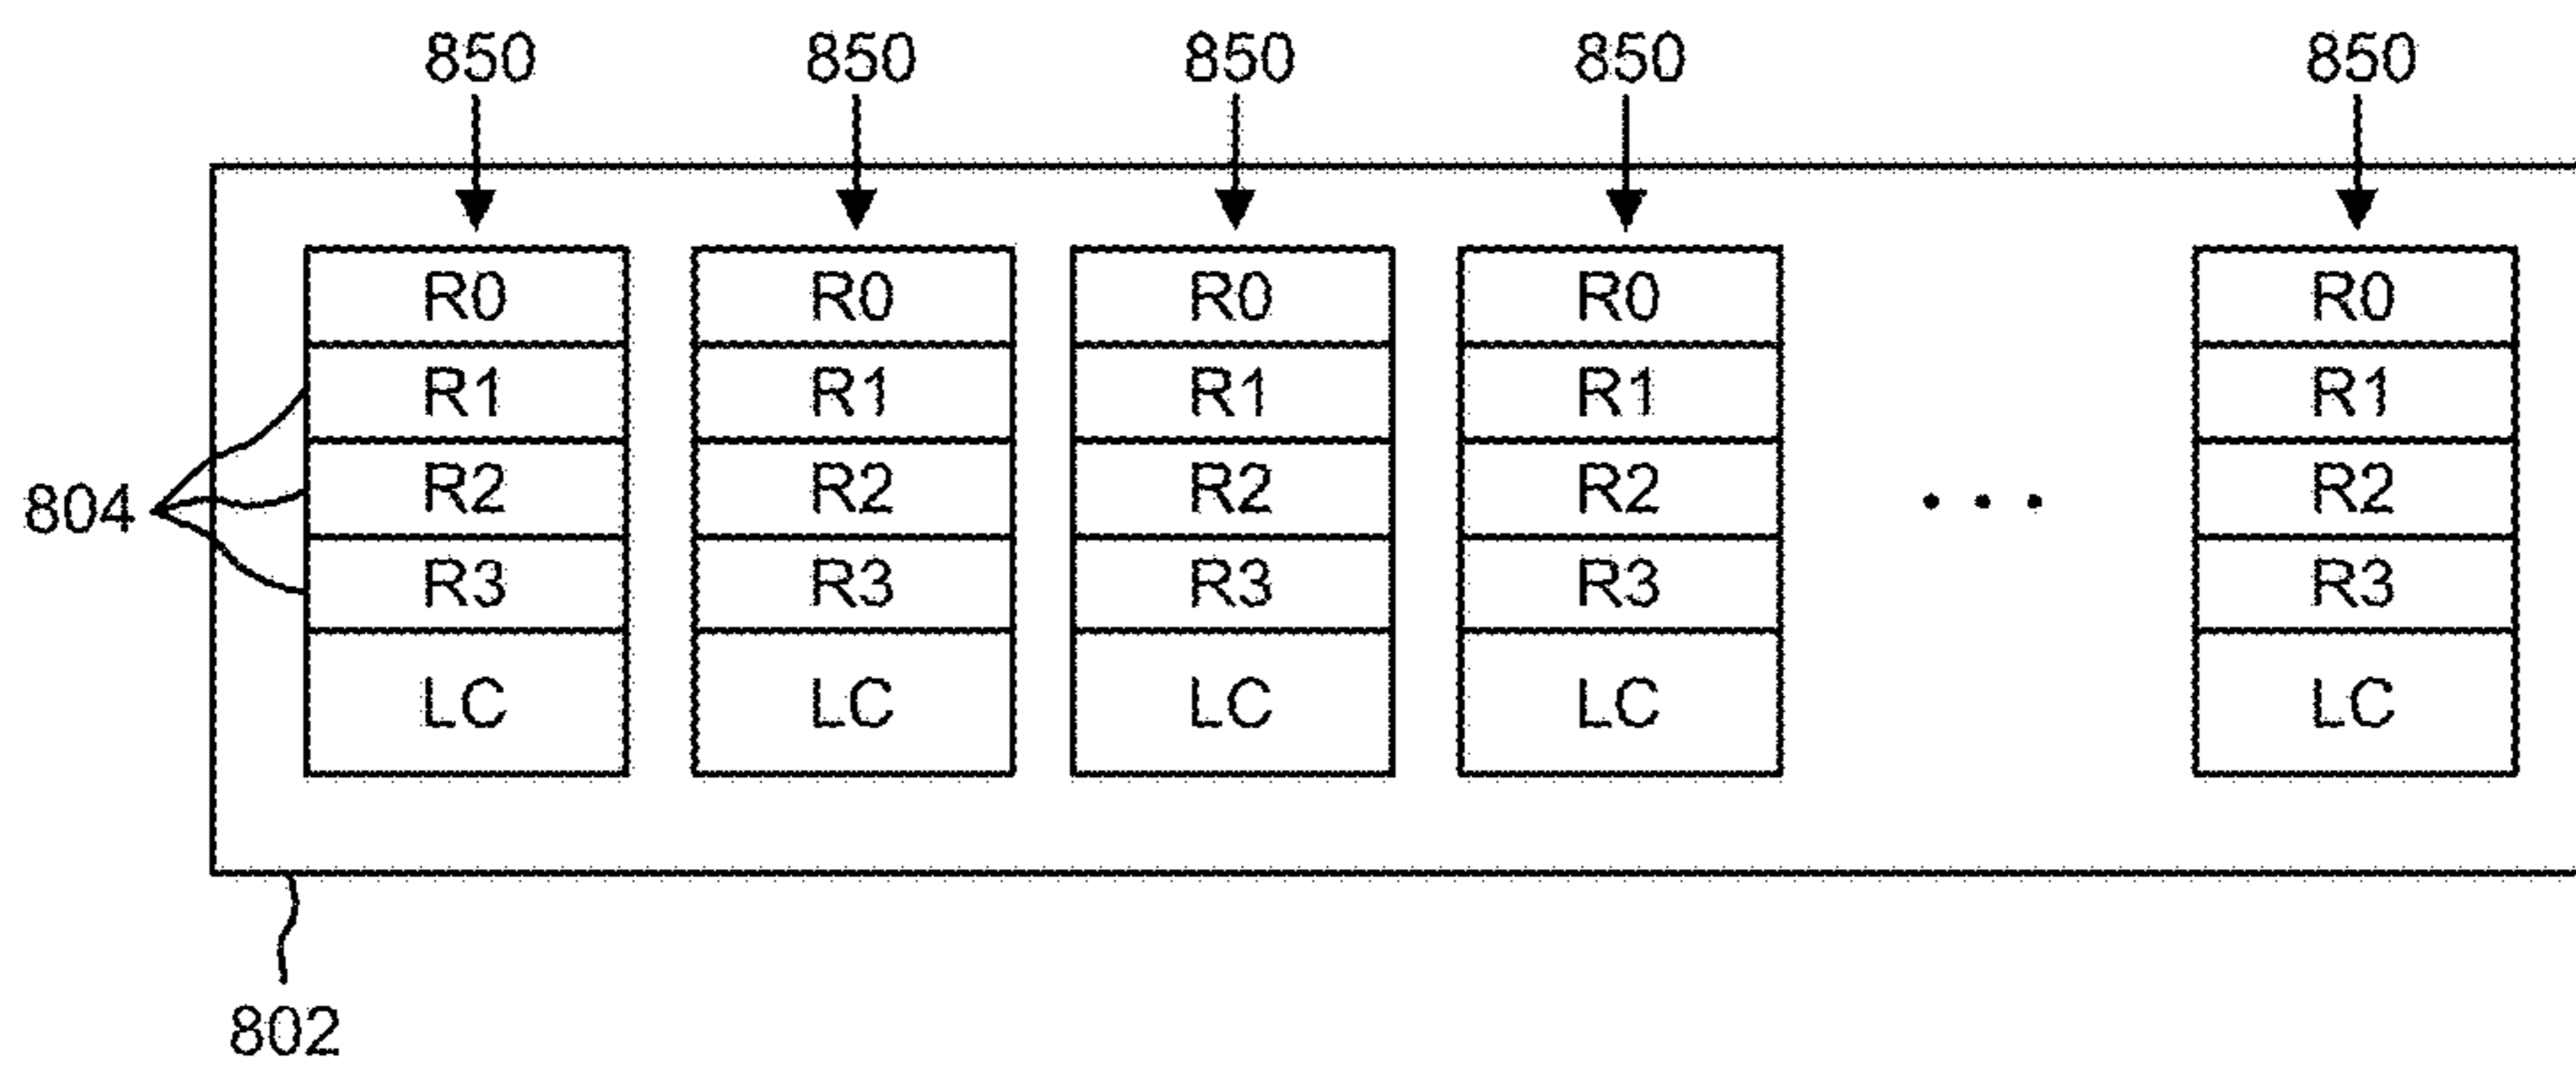 850 850 850 850 850
R0 R0 R0 R0 R0
R1 R1 R1 R1 R1
804 R2 R2 R2 R2 . . . R2
R3 R3 R3 R3 R3
LC LC LC LC LC
802